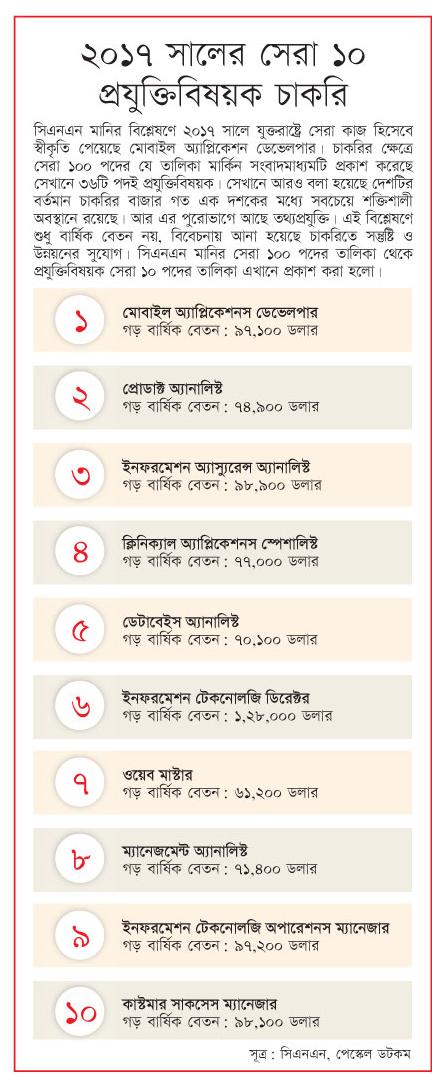 ২০১৭ সালের সেরা ১০
প্রযুক্তিবিষয়ক চাকরি
সিএনএন মানির বিশ্লেষণে ২০১৭ সালে যুক্তরাষ্ট্রে সেরা কাজ হিসেবে
স্বীকৃতি পেয়েছে মোবাইল অ্যাপ্লিকেশন ডেভেলপার। চাকরির ক্ষেত্রে
সেরা ১০০ পদের যে তালিকা মার্কিন সংবাদমাধ্যমটি প্রকাশ করেছে
সেখানে ৩৬টি পদই প্রযুক্তিবিষয়ক। সেখানে আরও বলা হয়েছে দেশটির
বর্তমান চাকরির বাজার গত এক দশকের মধ্যে সবচেয়ে শক্তিশালী
অবস্থানে রয়েছে। আর এর পুরোভাগে আছে তথ্যপ্রযুক্তি। এই বিশ্লেষণে
শুধু বার্ষিক বেতন নয়, বিবেচনায় আনা হয়েছে চাকরিতে সন্তুষ্টি ও
উন্নয়নের সুযোগ। সিএনএন মানির সেরা ১০০ পদের তালিকা থেকে
প্রযুক্তিবিষয়ক সেরা ১০ পদের তালিকা এখানে প্রকাশ করা হলো।
১
মোবাইল অ্যাপ্লিকেশনস ডেভেলপার
গড় বার্ষিক বেতন : ৯৭,১০০ ডলার
২
প্রোডাক্ট অ্যানালিস্ট
গড় বার্ষিক বেতন : ৭৪,৯০০ ডলার
৩
ইনফরমেশন অ্যাস্যুরেন্স অ্যানালিস্ট
গড় বার্ষিক বেতন : ৯৮,৯০০ ডলার
৪
ক্লিনিক্যাল অ্যাপ্লিকেশনস স্পেশালিস্ট
গড় বার্ষিক বেতন : ৭৭,০০০ ডলার
৫
ডেটাবেইস অ্যানালিস্ট
গড় বার্ষিক বেতন : ৭০,১০০ ডলার
৬
ইনফরমেশন টেকনোলজি ডিরেক্টর
গড় বার্ষিক বেতন : ১,২৮,০০০ ডলার
৭
ওয়েব মাস্টার
গড় বার্ষিক বেতন : ৬১,২০০ ডলার
৮
ম্যানেজমেন্ট অ্যানালিস্ট
গড় বার্ষিক বেতন : ৭১,৪০০ ডলার
৯
ইনফরমেশন টেকনোলজি অপারেশনস ম্যানেজার
গড় বার্ষিক বেতন : ৯৭,২০০ ডলার
১০
কাস্টমার সাকসেস ম্যানেজার
গড় বার্ষিক বেতন : ৯৮,১০০ ডলার
সূত্র : সিএনএন, পেস্কেল ডটকম